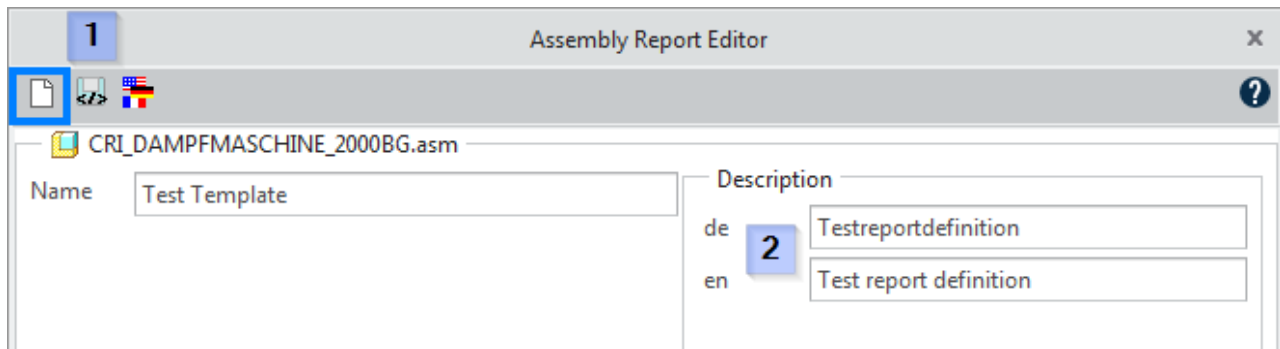 1
Assembly Report Editor
</>
?
CRI_DAMPFMASCHINE_2000BG.asm
Name Test Template
Description
de Testreportdefinition
2
en Test report definition